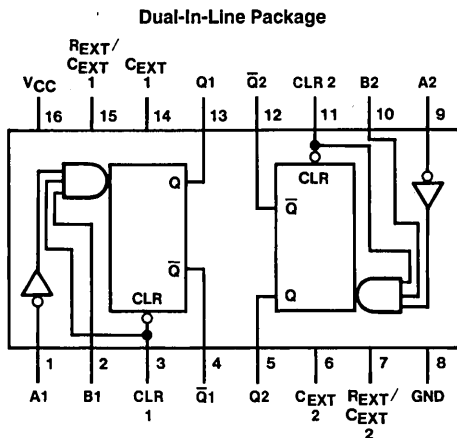 Dual-In-Line Package
VCC REXT/CEXT 1 CEXT 1 Q1 Q̅2 CLR 2 B2 A2
16 15 14 13 12 11 10 9
Q CLR
Q̅
Q̅
CLR Q
1 2 3 4 5 6 7 8
A1 B1 CLR 1 Q̅1 Q2 CEXT 2 REXT/CEXT 2 GND